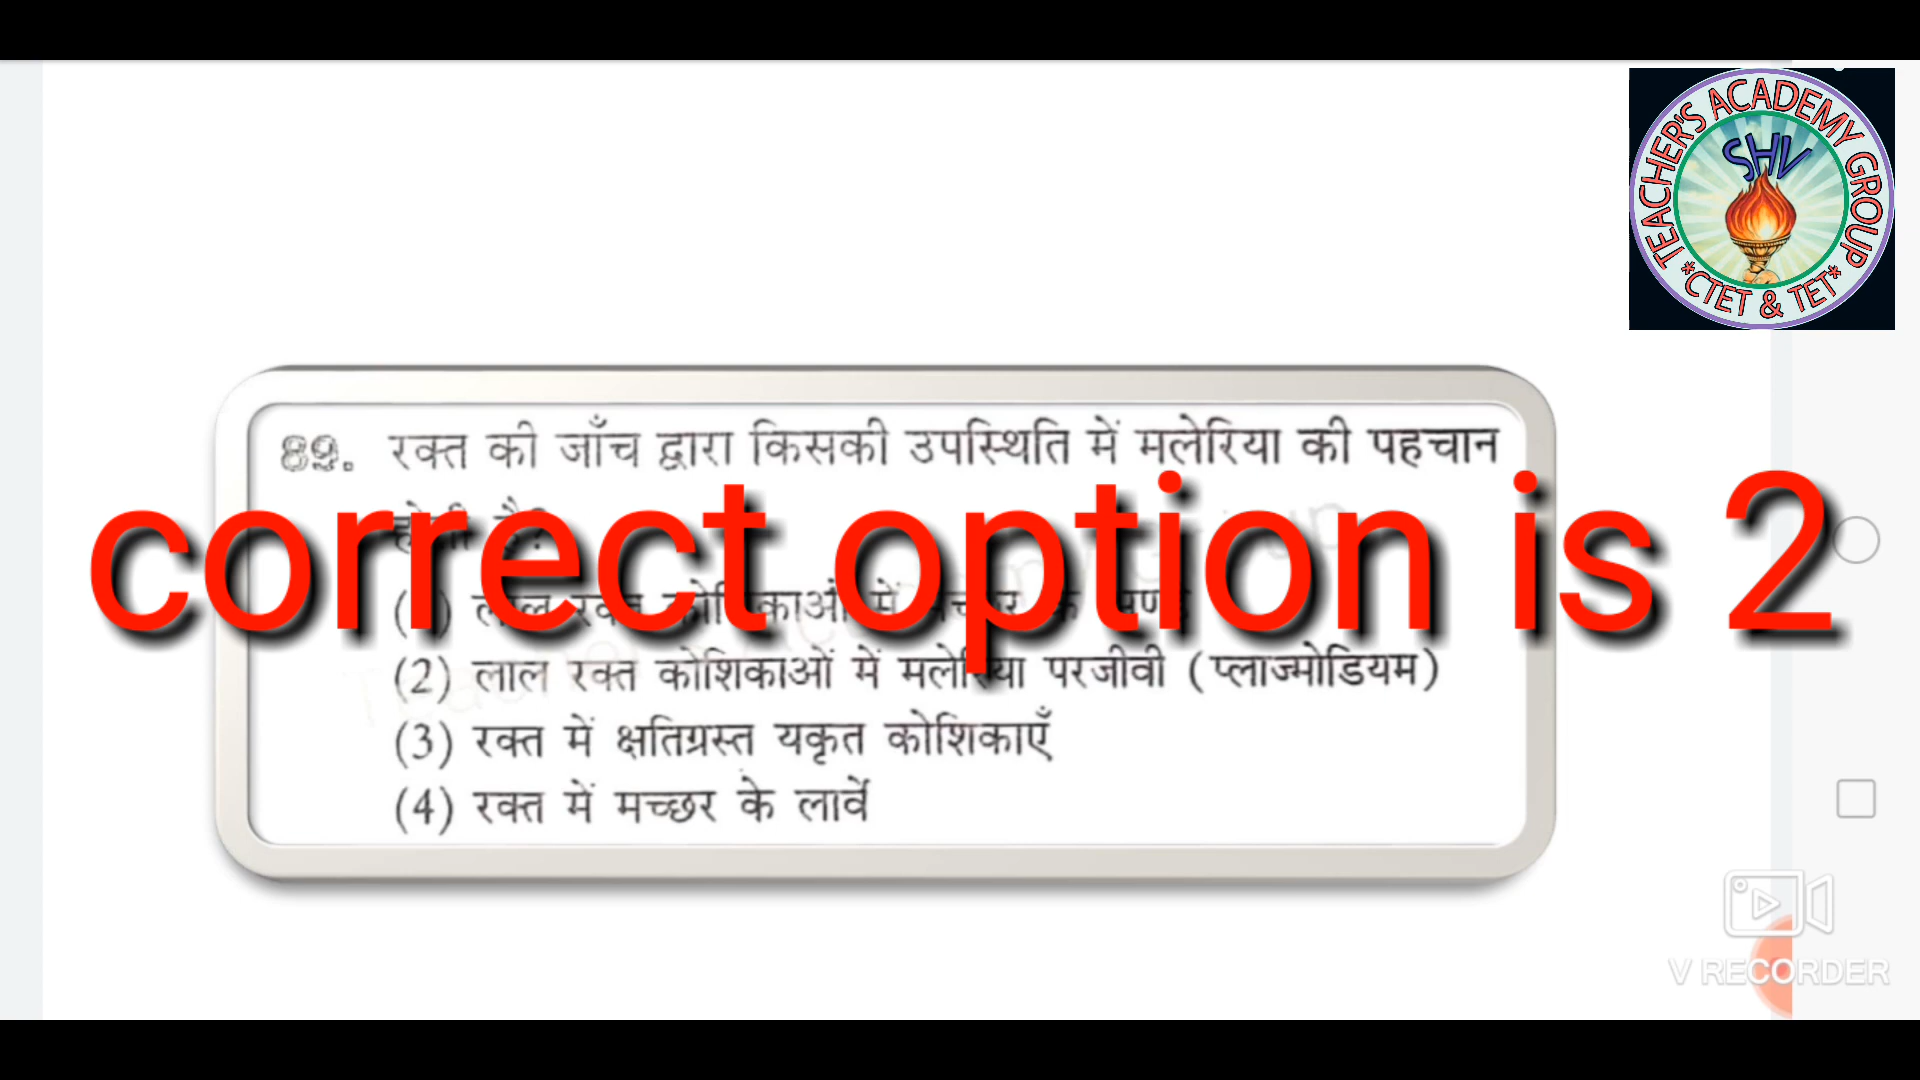 TEACHER'S ACADEMY GROUP
SHV
*CTET & TET*
89. रक्त की जाँच द्वारा किसकी उपस्थिति में मलेरिया की पहचान
है?
correct option is 2
लाल रक्त कोशिकाओं में
(2) लाल रक्त कोशिकाओं में मलेरिया परजीवी (प्लाज्मोडियम)
(3) रक्त में क्षतिग्रस्त यकृत कोशिकाएँ
(4) रक्त में मच्छर के लार्वे
V RECORDER